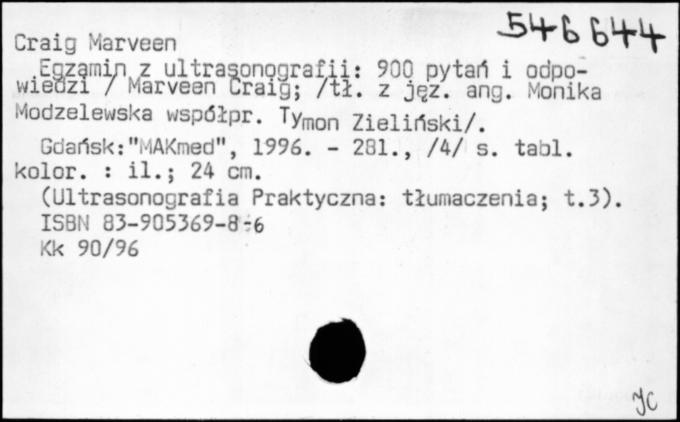 546644
Craig Marveen
Egzamin z ultrasonografii: 900 pytań i odpo-
wiedzi / Marveen Craig; /tł. z jęz. ang. Monika
Modzelewska współpr. Tymon Zieliński/.
Gdańsk:"MAKmed", 1996. - 281., /4/ s. tabl.
kolor. : il.; 24 cm.
(Ultrasonografia Praktyczna: tłumaczenia; t.3).
ISBN 83-905369-8-6
Kk 90/96
JC